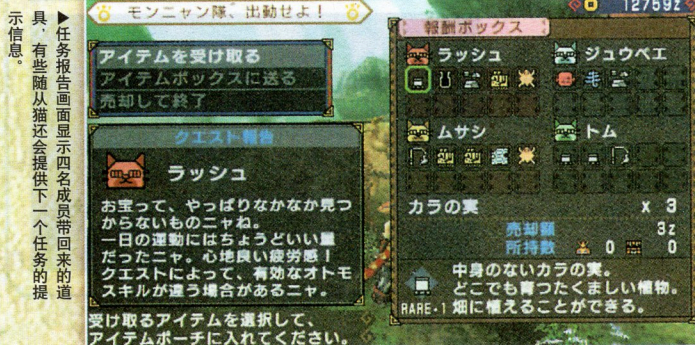 ▶任务报告画面显示四名成员带回来的道
具，有些随从猫还会提供下一个任务的提
示信息。
モンニャン隊、出動せよ！
アイテムを受け取る
アイテムボックスに送る
売却して終了
クエスト報告
ラッシュ
お宝って、やっぱりなかなか見つ
からないものニャね。
一日の運動にはちょうどいい量
だったニャ。心地良い疲労感！
クエストによって、有効なオトモ
スキルが違う場合があるニャ。
受け取るアイテムを選択して、
アイテムポーチに入れてください。
12759z
報酬ボックス
ラッシュ
ジュウベエ
ムサシ
トム
カラの実 x 3
売却額 3z
所持数 0 0
中身のないカラの実。
どこでも育つたくましい植物。
RARE-1 畑に植えることができる。